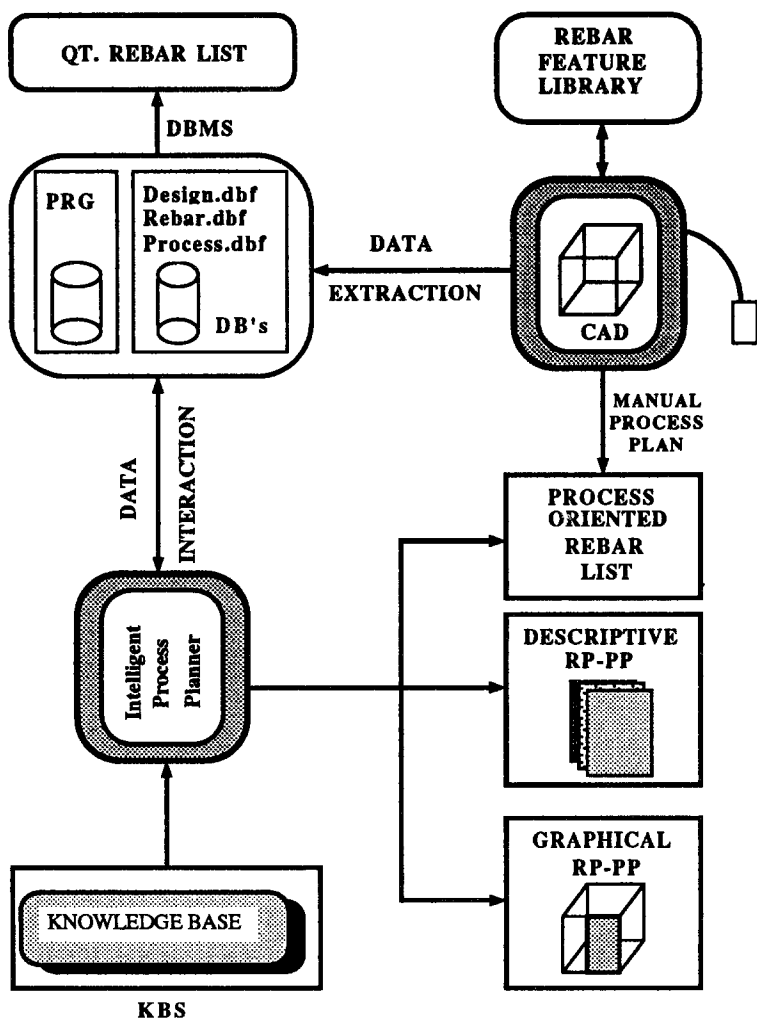 QT. REBAR LIST
REBAR
FEATURE
LIBRARY
DBMS
PRG
Design.dbf
Rebar.dbf
Process.dbf
DB's
DATA
EXTRACTION
CAD
MANUAL
PROCESS
PLAN
DATA
INTERACTION
PROCESS
ORIENTED
REBAR
LIST
Intelligent
Process
Planner
DESCRIPTIVE
RP-PP
GRAPHICAL
RP-PP
KNOWLEDGE BASE
KBS